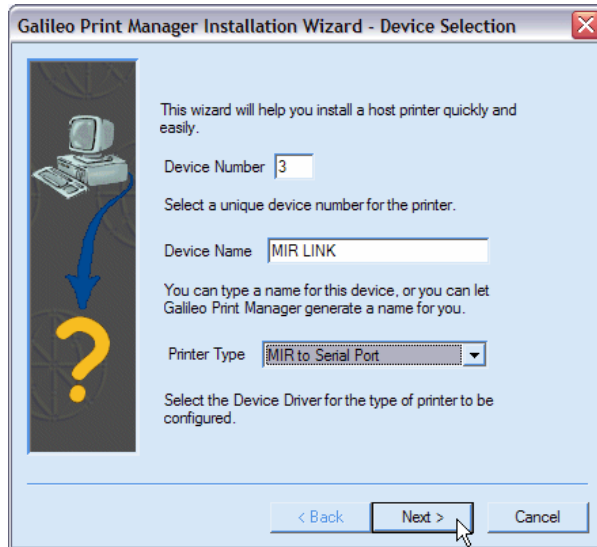 Galileo Print Manager Installation Wizard - Device Selection
This wizard will help you install a host printer quickly and
easily.
Device Number 3
Select a unique device number for the printer.
Device Name MIR LINK
You can type a name for this device, or you can let
Galileo Print Manager generate a name for you.
Printer Type MIR to Serial Port
Select the Device Driver for the type of printer to be
configured.
< Back Next > Cancel